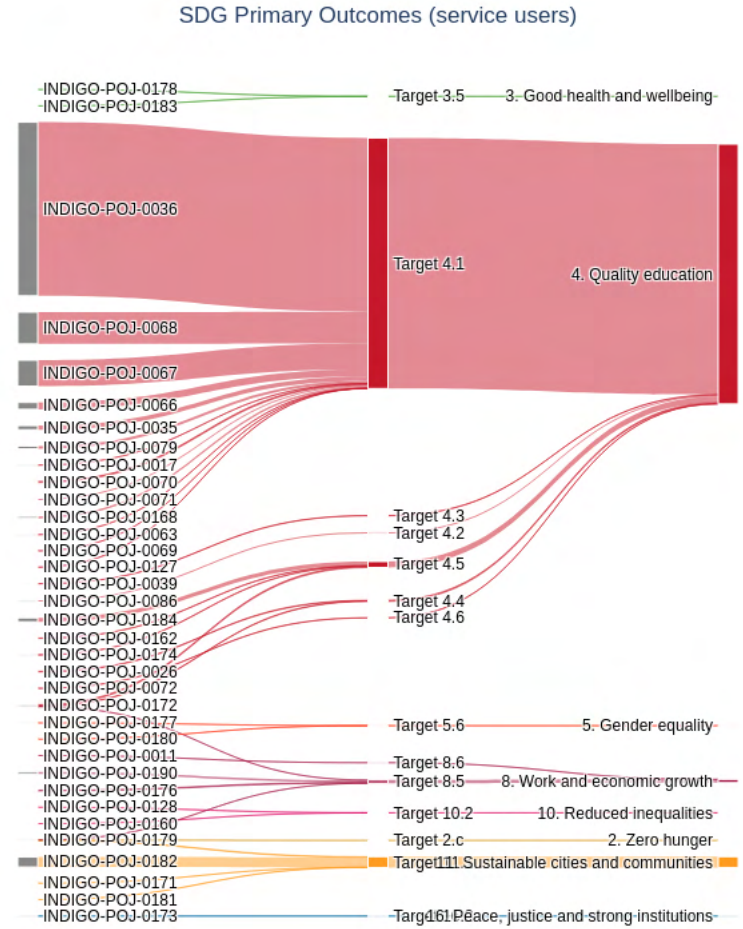 SDG Primary Outcomes (service users)
INDIGO-POJ-0178
INDIGO-POJ-0183
Target 3.5
3. Good health and wellbeing
INDIGO-POJ-0036
Target 4.1
4. Quality education
INDIGO-POJ-0068
INDIGO-POJ-0067
INDIGO-POJ-0066
INDIGO-POJ-0035
INDIGO-POJ-0079
INDIGO-POJ-0017
INDIGO-POJ-0070
INDIGO-POJ-0071
INDIGO-POJ-0168
INDIGO-POJ-0063
INDIGO-POJ-0069
INDIGO-POJ-0127
INDIGO-POJ-0039
INDIGO-POJ-0086
INDIGO-POJ-0184
INDIGO-POJ-0162
INDIGO-POJ-0174
INDIGO-POJ-0026
INDIGO-POJ-0072
INDIGO-POJ-0172
Target 4.3
Target 4.2
Target 4.5
Target 4.4
Target 4.6
INDIGO-POJ-0177
INDIGO-POJ-0180
Target 5.6
5. Gender equality
INDIGO-POJ-0011
INDIGO-POJ-0190
INDIGO-POJ-0176
Target 8.6
Target 8.5
8. Work and economic growth
INDIGO-POJ-0128
INDIGO-POJ-0160
Target 10.2
10. Reduced inequalities
INDIGO-POJ-0179
Target 2.c
2. Zero hunger
INDIGO-POJ-0182
INDIGO-POJ-0171
INDIGO-POJ-0181
Target
Sustainable cities and communities
INDIGO-POJ-0173
Peace, justice and strong institutions